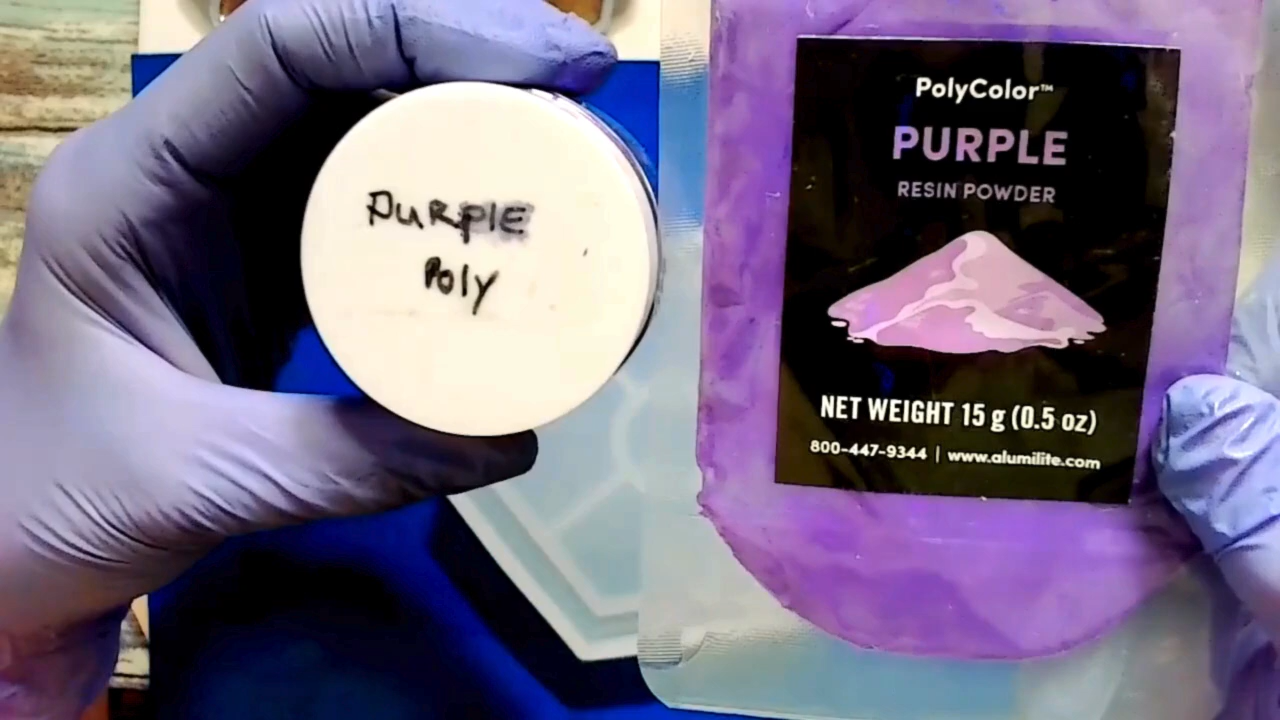 PURPLE
Poly
PolyColor™
PURPLE
RESIN POWDER
NET WEIGHT 15 g (0.5 oz)
800-447-9344 | www.alumilite.com